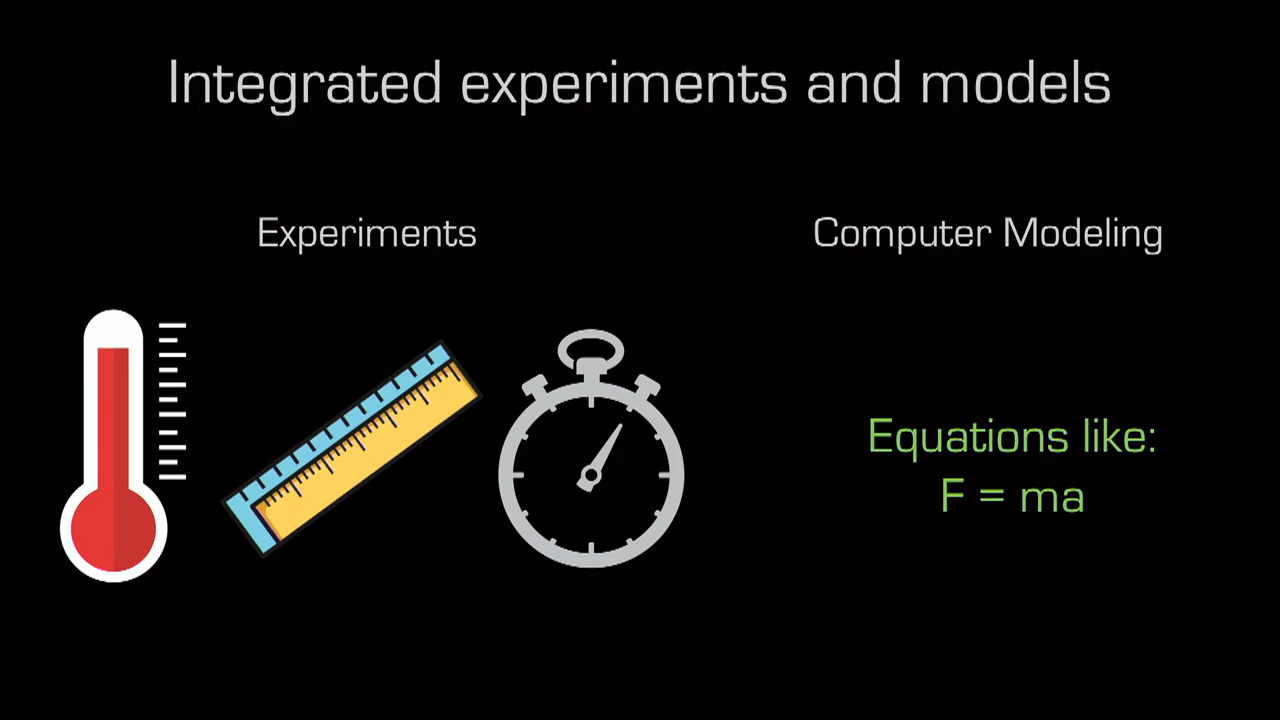 Integrated experiments and models
Experiments
Computer Modeling
Equations like:
F = ma